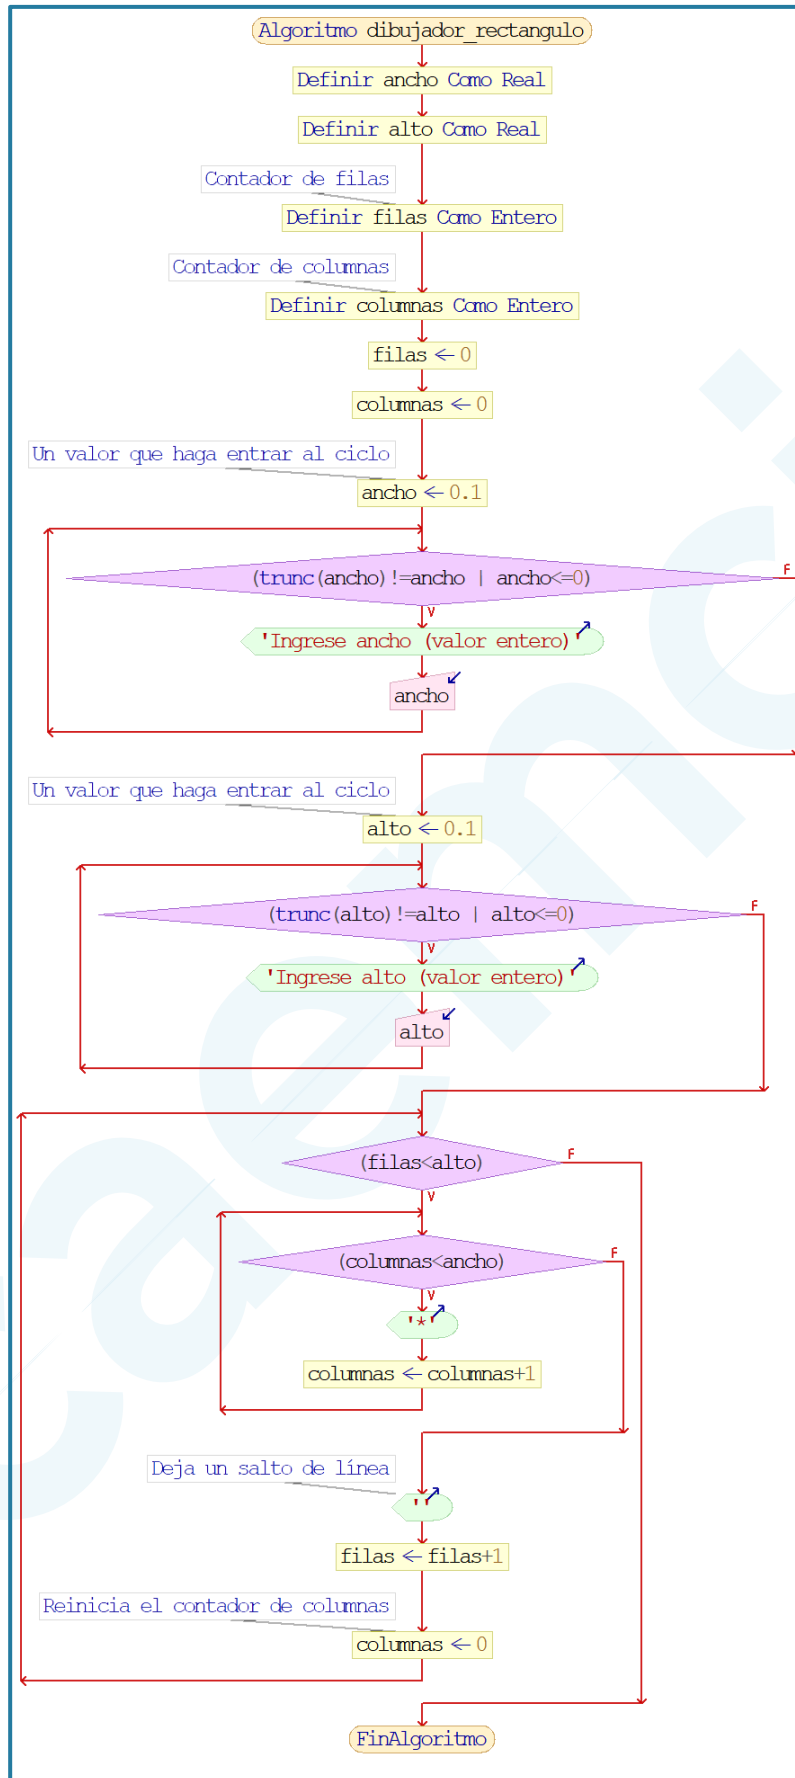 Algoritmo dibujador_rectangulo
Definir ancho Como Real
Definir alto Como Real
Contador de filas
Definir filas Como Entero
Contador de columnas
Definir columnas Como Entero
filas ← 0
columnas ← 0
Un valor que haga entrar al ciclo
ancho ← 0.1
(trunc(ancho)!=ancho | ancho<=0)
F
V
'Ingrese ancho (valor entero)'
ancho
Un valor que haga entrar al ciclo
alto ← 0.1
(trunc(alto)!=alto | alto<=0)
F
V
'Ingrese alto (valor entero)'
alto
(filas<alto)
F
V
(columnas<ancho)
F
V
'*'
columnas ← columnas+1
Deja un salto de línea
''
filas ← filas+1
Reinicia el contador de columnas
columnas ← 0
FinAlgoritmo